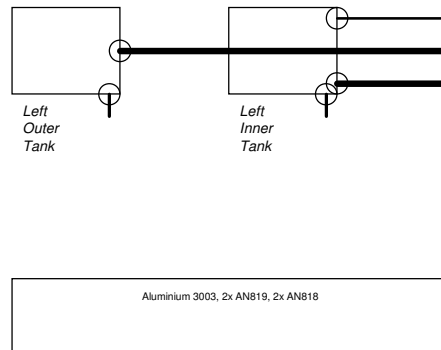 Left
Outer
Tank
Left
Inner
Tank
Aluminium 3003, 2x AN819, 2x AN818